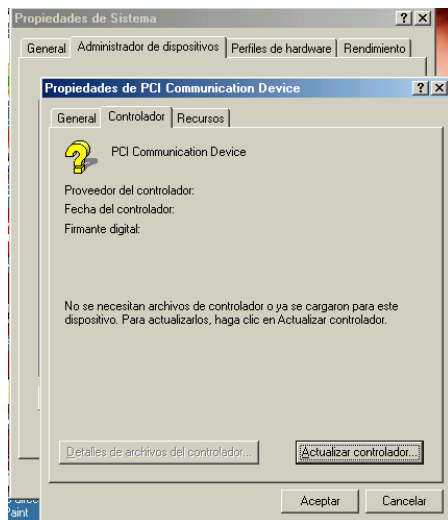 Propiedades de Sistema
General Administrador de dispositivos Perfiles de hardware Rendimiento
Propiedades de PCI Communication Device
General Controlador Recursos
PCI Communication Device
Proveedor del controlador:
Fecha del controlador:
Firmante digital:
No se necesitan archivos de controlador o ya se cargaron para este
dispositivo. Para actualizarlos, haga clic en Actualizar controlador.
Detalles de archivos del controlador... Actualizar controlador...
Aceptar Cancelar